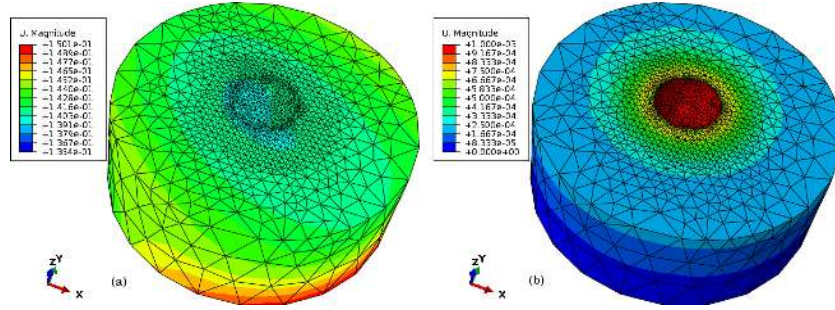 U, Magnitude
+1.501e-01
+1.489e-01
+1.477e-01
+1.465e-01
+1.452e-01
+1.440e-01
+1.428e-01
+1.416e-01
+1.403e-01
+1.391e-01
+1.379e-01
+1.367e-01
+1.354e-01
Z Y
X
(a)
U, Magnitude
+1.000e-03
+9.167e-04
+8.333e-04
+7.500e-04
+6.667e-04
+5.833e-04
+5.000e-04
+4.167e-04
+3.333e-04
+2.500e-04
+1.667e-04
+8.333e-05
+0.000e+00
Z Y
X
(b)